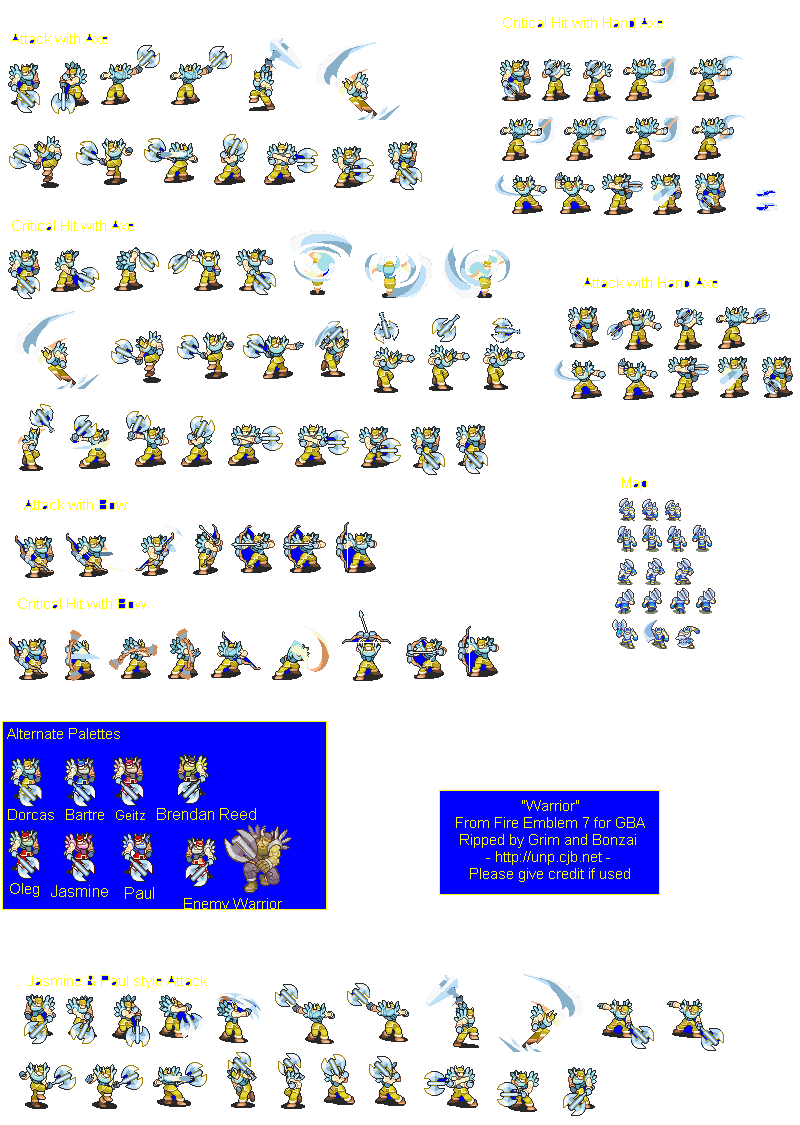 Critical Hit with Hand Axe
Attack with Axe
Critical Hit with Axe
Attack with Hand Axe
Map
Attack with Bow
Critical Hit with Bow
Alternate Palettes
Dorcas Bartre Geitz Brendan Reed
Oleg Jasmine Paul Enemy Warrior
"Warrior"
From Fire Emblem 7 for GBA
Ripped by Grim and Bonzai
- http://unp.cjb.net -
Please give credit if used
Jasmine & Paul style Attack